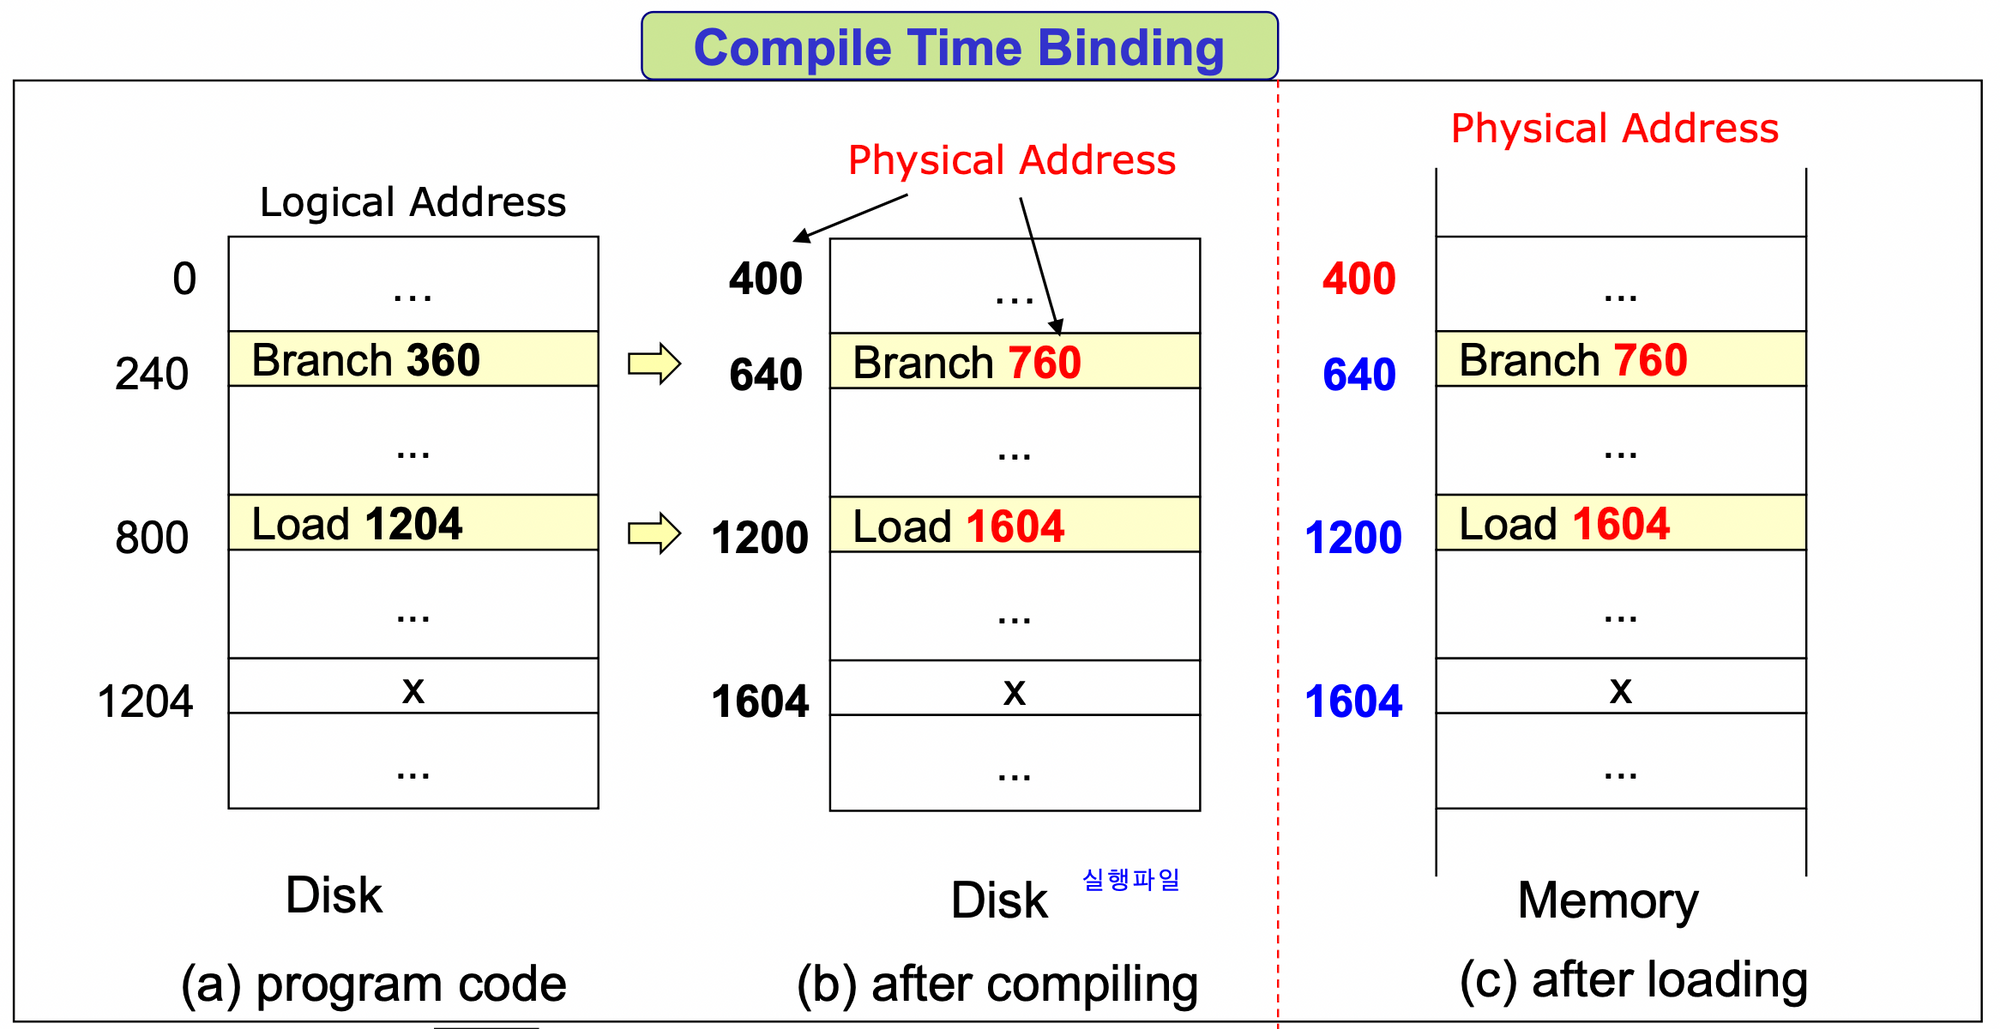 Compile Time Binding
Logical Address
0
...
240
Branch 360
...
800
Load 1204
...
1204
x
...
Disk
(a) program code
Physical Address
400
...
640
Branch 760
...
1200
Load 1604
...
1604
x
...
Disk
실행파일
(b) after compiling
Physical Address
400
...
640
Branch 760
...
1200
Load 1604
...
1604
x
...
Memory
(c) after loading